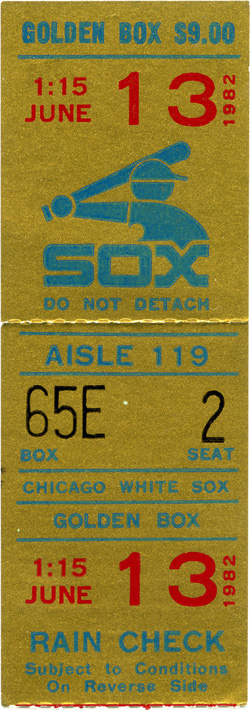 GOLDEN BOX $9.00
1:15 JUNE 13 1982
SOX
DO NOT DETACH
AISLE 119
65E 2
BOX SEAT
CHICAGO WHITE SOX
GOLDEN BOX
1:15 JUNE 13 1982
RAIN CHECK
Subject to Conditions
On Reverse Side